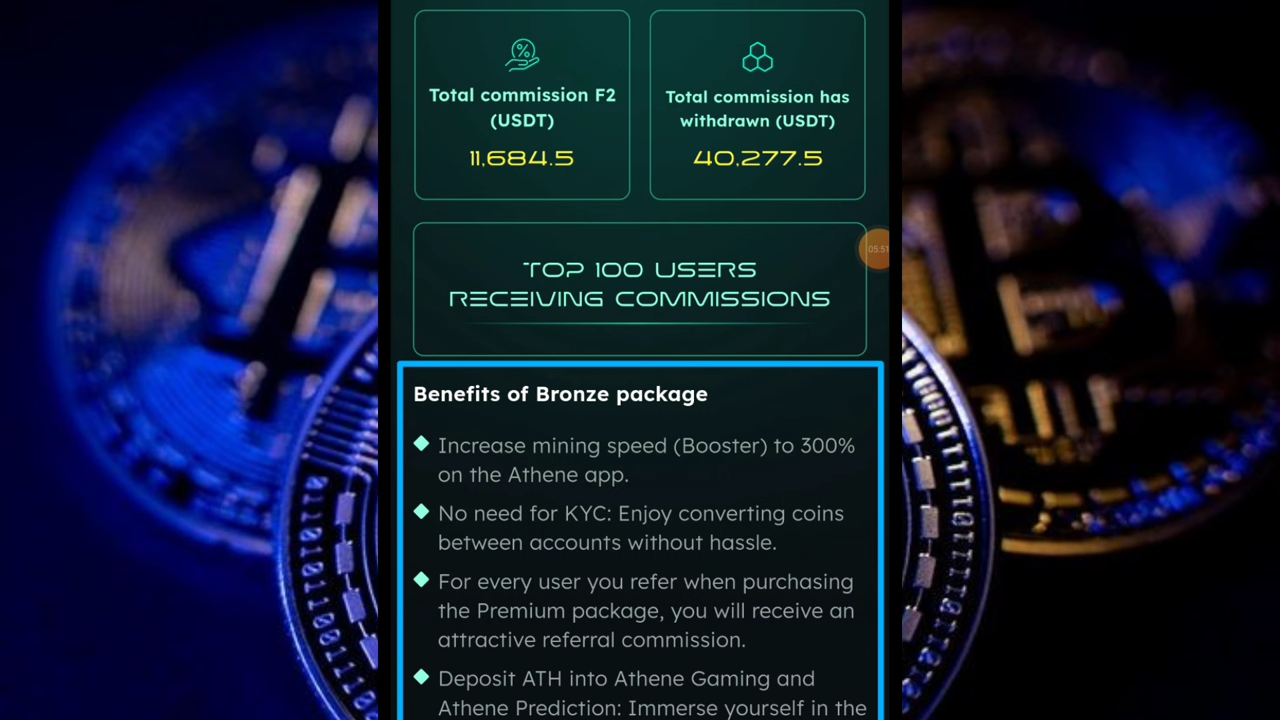 Total commission F2
(USDT)
11,684.5
Total commission has
withdrawn (USDT)
40,277.5
05:51
TOP 100 USERS
RECEIVING COMMISSIONS
Benefits of Bronze package
Increase mining speed (Booster) to 300%
on the Athene app.
No need for KYC: Enjoy converting coins
between accounts without hassle.
For every user you refer when purchasing
the Premium package, you will receive an
attractive referral commission.
Deposit ATH into Athene Gaming and
Athene Prediction: Immerse yourself in the